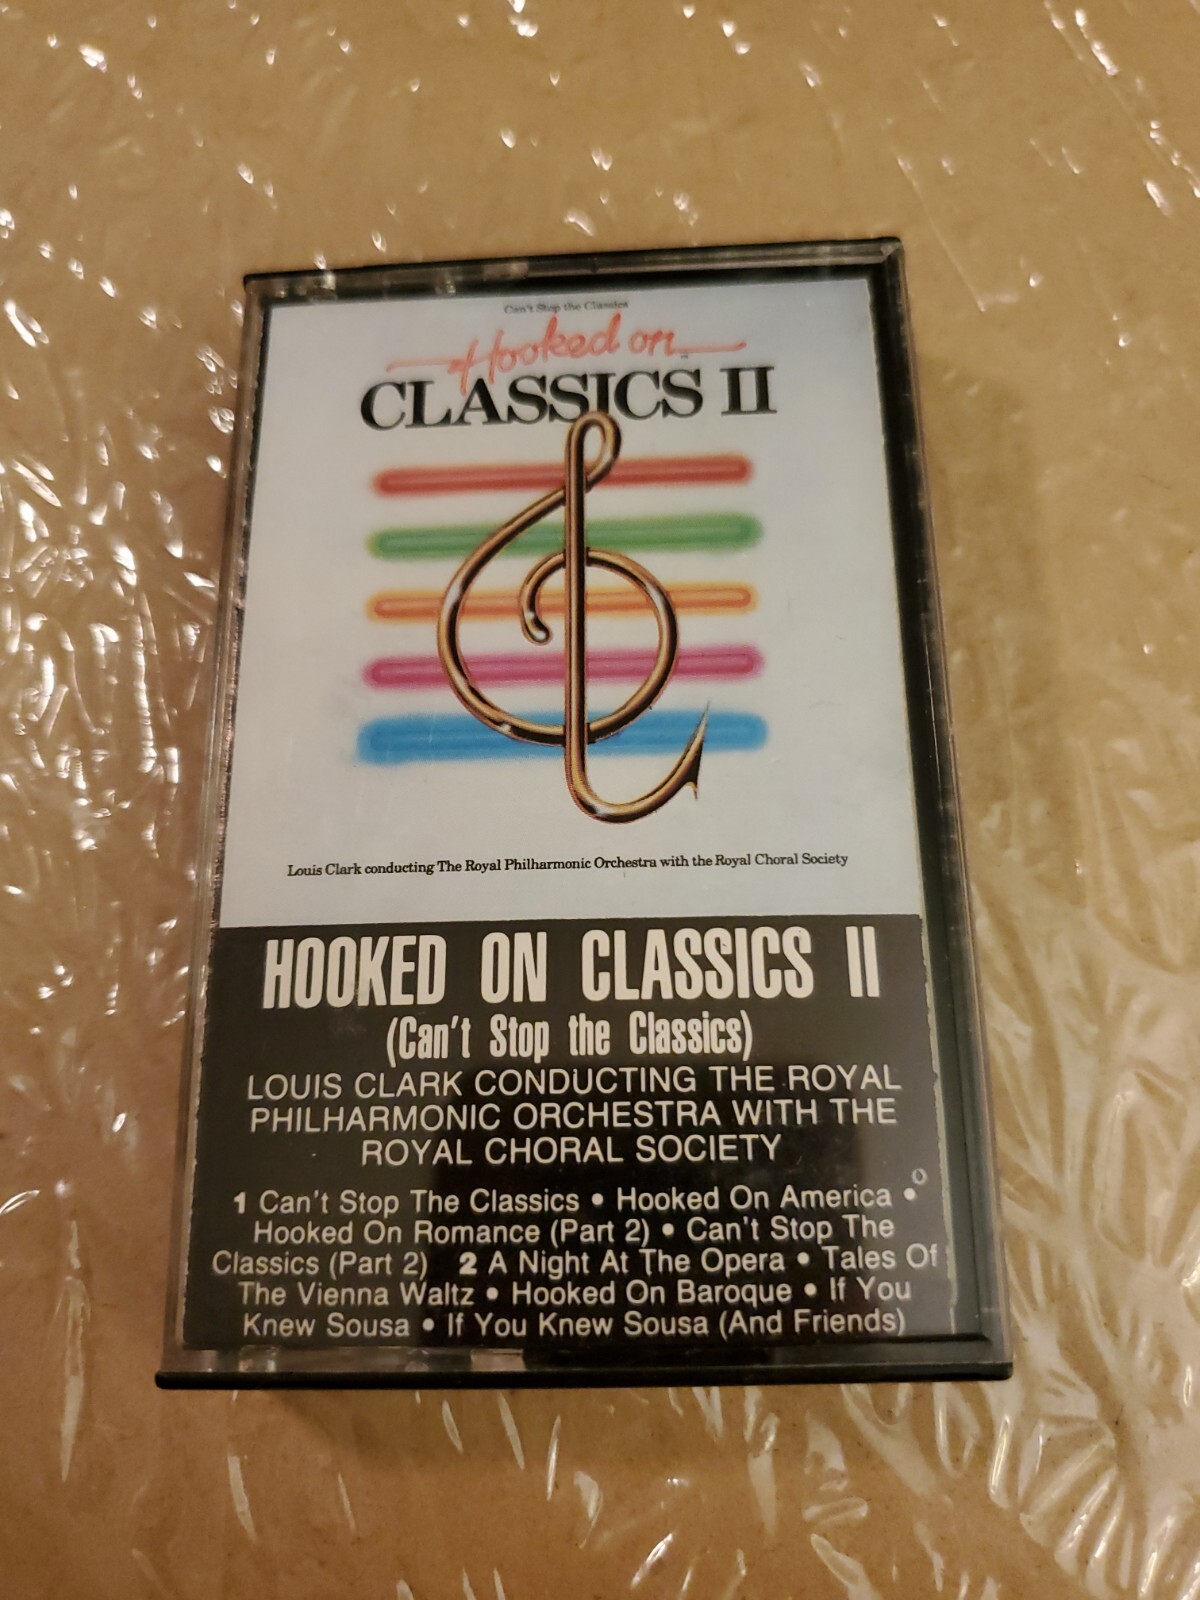 Can't Stop the Classics
Hooked on
CLASSICS II
Louis Clark conducting The Royal Philharmonic Orchestra with the Royal Choral Society
HOOKED ON CLASSICS II
(Can't Stop the Classics)
LOUIS CLARK CONDUCTING THE ROYAL
PHILHARMONIC ORCHESTRA WITH THE
ROYAL CHORAL SOCIETY
1 Can't Stop The Classics • Hooked On America •
Hooked On Romance (Part 2) • Can't Stop The
Classics (Part 2) 2 A Night At The Opera • Tales Of
The Vienna Waltz • Hooked On Baroque • If You
Knew Sousa • If You Knew Sousa (And Friends)